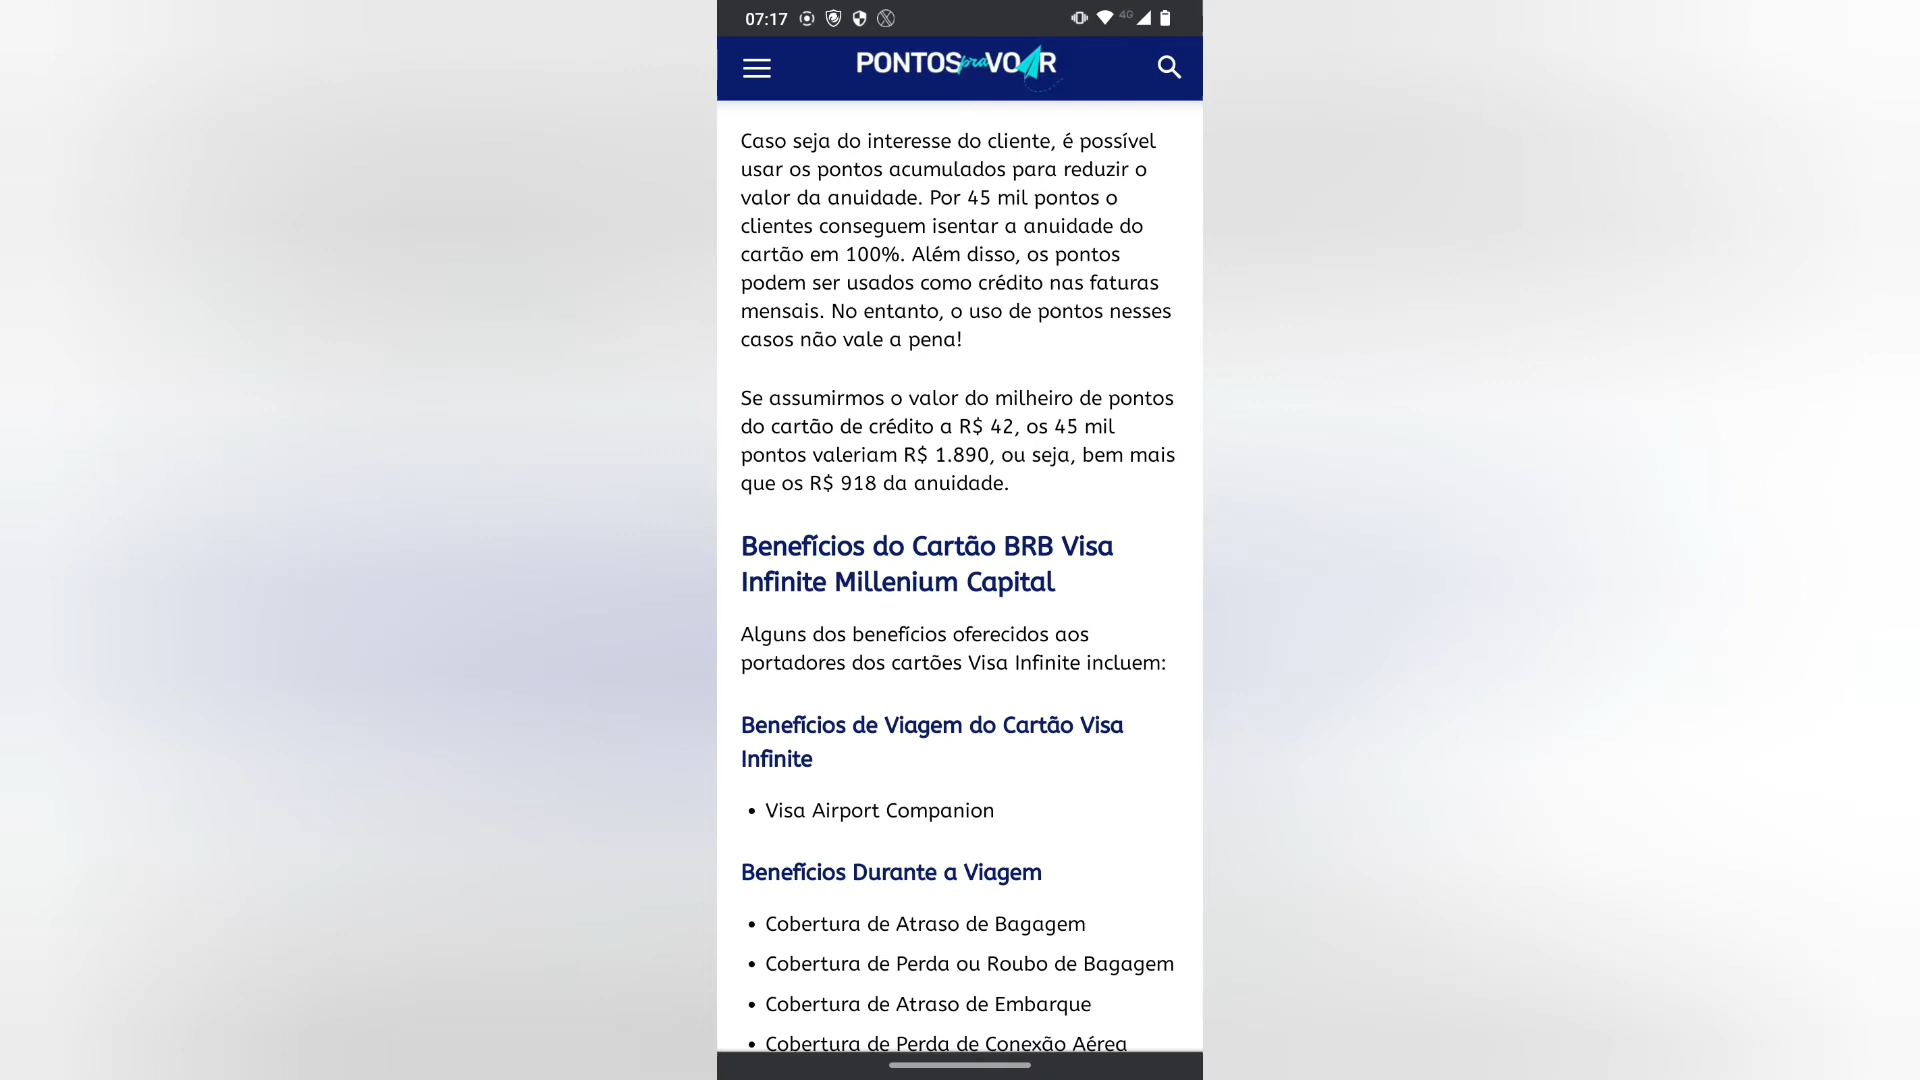 07:17
4G
PONTOS pra VOAR
Caso seja do interesse do cliente, é possível
usar os pontos acumulados para reduzir o
valor da anuidade. Por 45 mil pontos o
clientes conseguem isentar a anuidade do
cartão em 100%. Além disso, os pontos
podem ser usados como crédito nas faturas
mensais. No entanto, o uso de pontos nesses
casos não vale a pena!
Se assumirmos o valor do milheiro de pontos
do cartão de crédito a R$ 42, os 45 mil
pontos valeriam R$ 1.890, ou seja, bem mais
que os R$ 918 da anuidade.
Benefícios do Cartão BRB Visa
Infinite Millenium Capital
Alguns dos benefícios oferecidos aos
portadores dos cartões Visa Infinite incluem:
Benefícios de Viagem do Cartão Visa
Infinite
• Visa Airport Companion
Benefícios Durante a Viagem
• Cobertura de Atraso de Bagagem
• Cobertura de Perda ou Roubo de Bagagem
• Cobertura de Atraso de Embarque
• Cobertura de Perda de Conexão Aérea